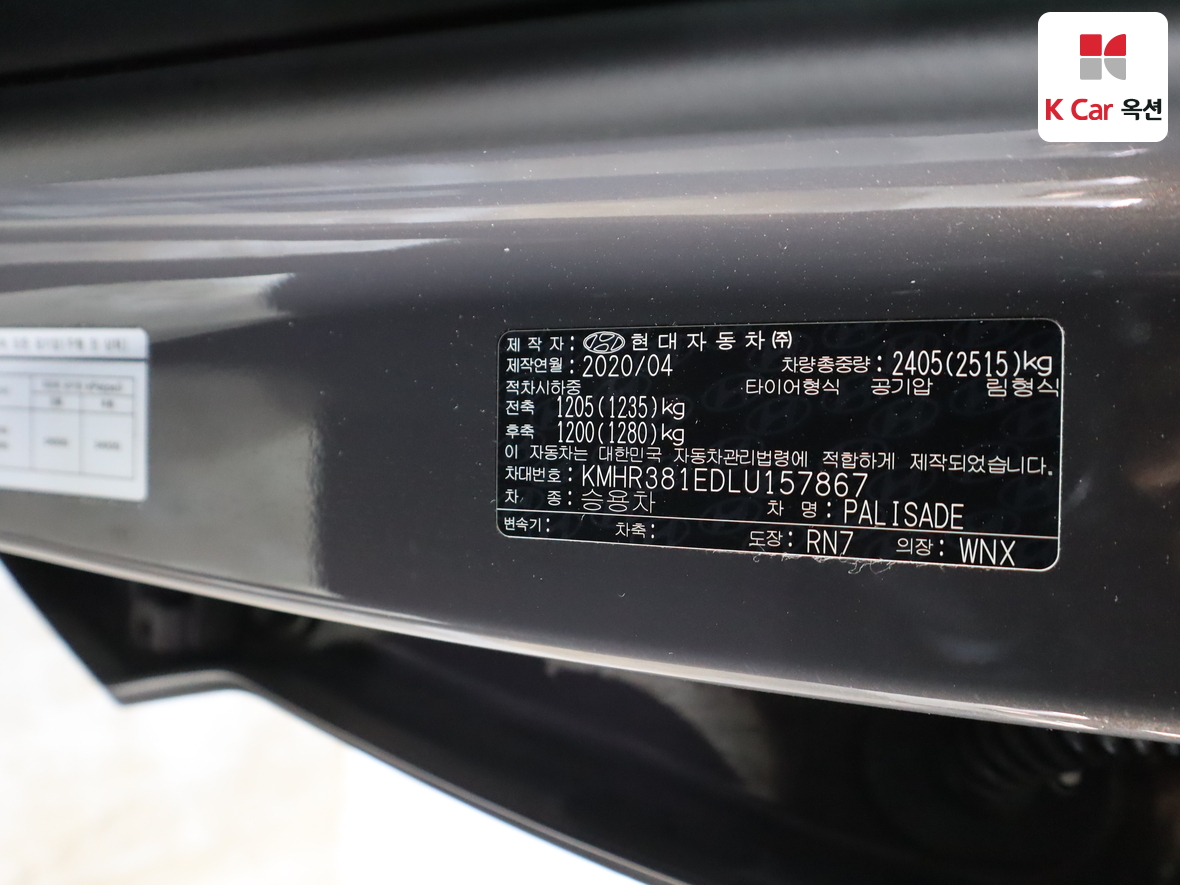 K Car 옥션
제 작 자 : 현 대 자 동 차 ㈜
제작연월 : 2020/04 차량총중량 : 2405(2515)kg
적차시하중 타이어형식 공기압 림형식
전축 1205(1235)kg
후축 1200(1280)kg
이 자동차는 대한민국 자동차관리법령에 적합하게 제작되었습니다.
차대번호 : KMHR381EDLU157867
차 종 : 승용차 차 명 : PALISADE
변속기 : 차축 : 도장 : RN7 의장 : WNX